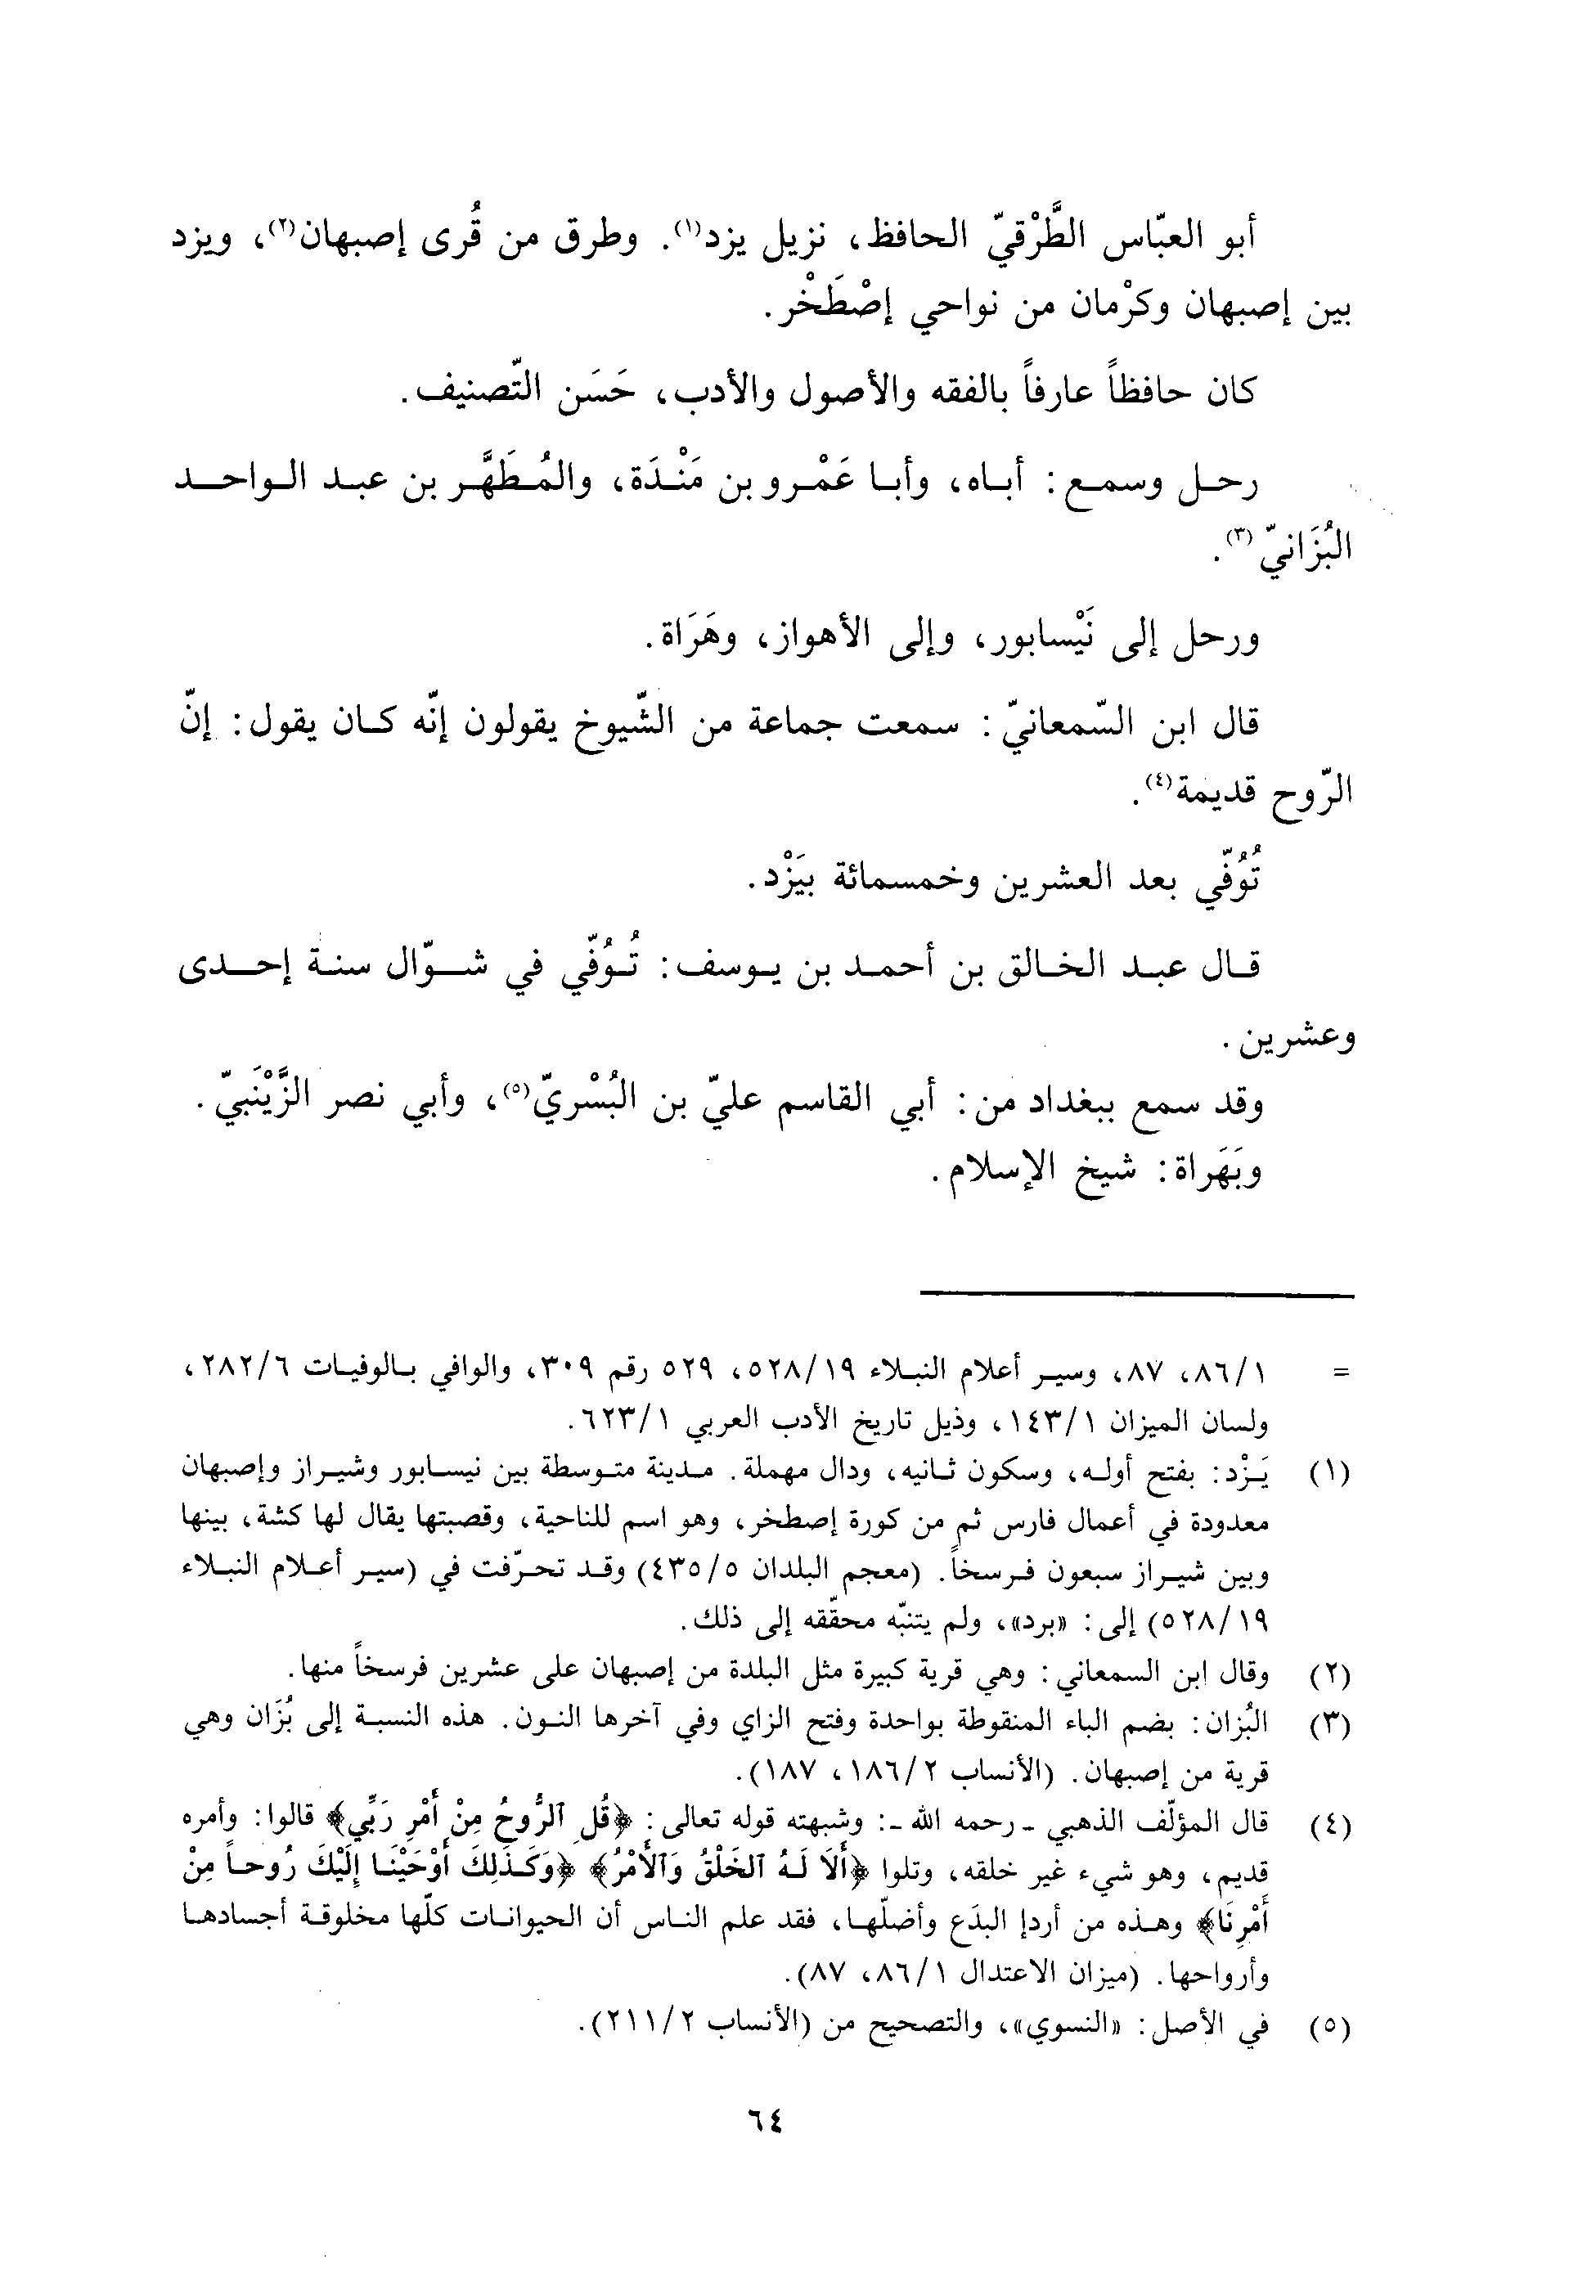 أبو العبّاس الطَّرْقيّ الحافظ، نزيل يزد(١). وطرق من قُرى إصبهان(٢)، ويزد
بين إصبهان وكرْمان من نواحي إصْطَخْر.
كان حافظاً عارفاً بالفقه والأصول والأدب، حَسَن التّصنيف.
رحل وسمع: أباه، وأبا عَمْرو بن مَنْدَة، والمُطَهَّر بن عبد الواحد
البُزَانيّ(٣).
ورحل إلى نَيْسابور، وإلى الأهواز، وهَرَاة.
قال ابن السّمعانيّ: سمعت جماعة من الشّيوخ يقولون إنّه كان يقول: إنّ
الرّوح قديمة(٤).
تُوُفّي بعد العشرين وخمسمائة بيَزْد.
قال عبد الخالق بن أحمد بن يوسف: تُوُفّي في شوّال سنة إحدى
وعشرين.
وقد سمع ببغداد من: أبي القاسم عليّ بن البُسْريّ(٥)، وأبي نصر الزَّيْنَبيّ.
وبَهَراة: شيخ الإسلام.
= ٨٦/١، ٨٧، وسير أعلام النبلاء ٥٢٨/١٩، ٥٢٩ رقم ٣٠٩، والوافي بالوفيات ٢٨٢/٦،
ولسان الميزان ١٤٣/١، وذيل تاريخ الأدب العربي ٦٢٣/١.
(١) يَزْد: بفتح أوله، وسكون ثانيه، ودال مهملة. مدينة متوسطة بين نيسابور وشيراز وإصبهان
معدودة في أعمال فارس ثم من كورة إصطخر، وهو اسم للناحية، وقصبتها يقال لها كثة، بينها
وبين شيراز سبعون فرسخاً. (معجم البلدان ٤٣٥/٥) وقد تحرّفت في (سير أعلام النبلاء
٥٢٨/١٩) إلى: «برد»، ولم يتنبّه محقّقه إلى ذلك.
(٢) وقال ابن السمعاني: وهي قرية كبيرة مثل البلدة من إصبهان على عشرين فرسخاً منها.
(٣) البُزان: بضم الباء المنقوطة بواحدة وفتح الزاي وفي آخرها النون. هذه النسبة إلى بُزَان وهي
قرية من إصبهان. (الأنساب ١٨٦/٢، ١٨٧).
(٤) قال المؤلّف الذهبي - رحمه الله -: وشبهته قوله تعالى: ﴿قُلِ ٱلرُّوحُ مِنْ أَمْرِ رَبِّي﴾ قالوا: وأمره
قديم، وهو شيء غير خلقه، وتلوا ﴿أَلَا لَهُ ٱلخَلْقُ وَٱلأَمْرُ﴾ ﴿وَكَذَلِكَ أَوْحَيْنَا إِلَيْكَ رُوحاً مِنْ
أَمْرِنَا﴾ وهذه من أردإ البدَع وأضلّها، فقد علم الناس أن الحيوانات كلّها مخلوقة أجسادها
وأرواحها. (ميزان الاعتدال ٨٦/١، ٨٧).
(٥) في الأصل: «النسوي»، والتصحيح من (الأنساب ٢١١/٢).
٦٤